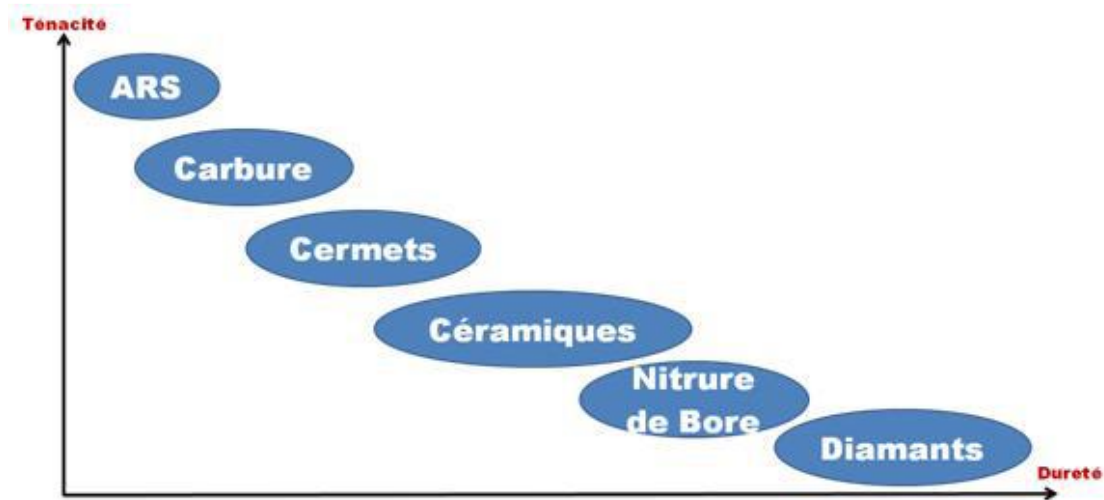 Ténacité
ARS
Carbure
Cermets
Céramiques
Nitrure
de Bore
Diamants
Dureté